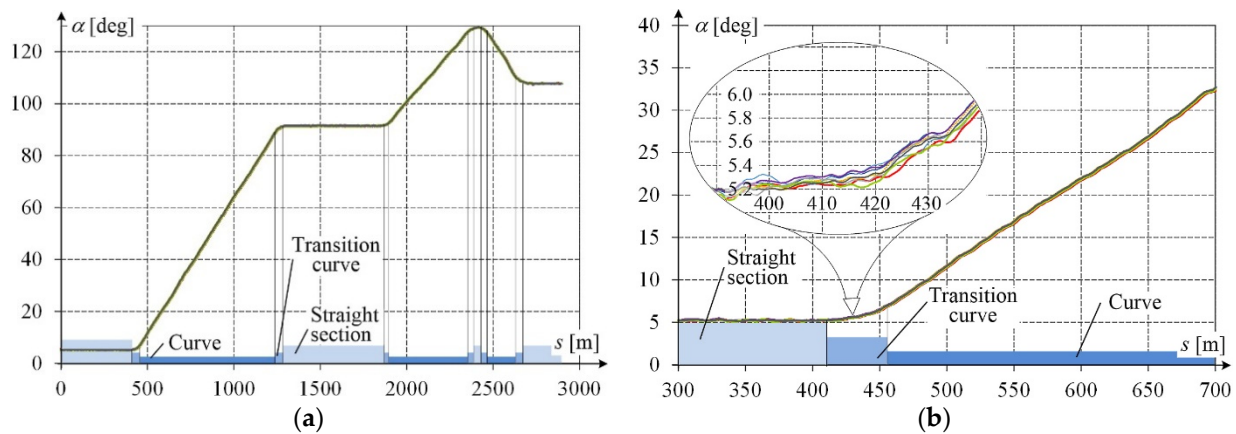 α [deg]
120
100
80
60
40
20
0
Transition
curve
Straight
section
Curve
s [m]
0
500
1000
1500
2000
2500
3000
(a)
α [deg]
40
35
30
25
20
15
10
5
0
6.0
5.8
5.6
5.4
5.2
400
410
420
430
Straight
section
Transition
curve
Curve
s [m]
300
350
400
450
500
550
600
650
700
(b)